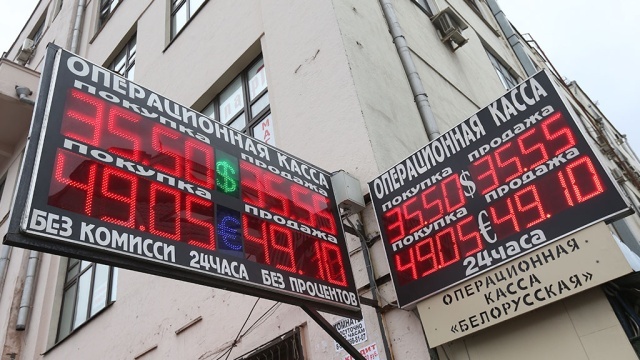 ОПЕРАЦИОННАЯ КАССА
ПОКУПКА ПРОДАЖА
35.50 $ 35.55
ПОКУПКА ПРОДАЖА
49.05 € 49.10
БЕЗ КОМИССИ 24ЧАСА БЕЗ ПРОЦЕНТОВ
ОПЕРАЦИОННАЯ КАССА
ПОКУПКА ПРОДАЖА
35.50 $ 35.55
ПОКУПКА ПРОДАЖА
49.05 € 49.10
24ЧАСА
ОПЕРАЦИОННАЯ
КАССА
«БЕЛОРУССКАЯ»